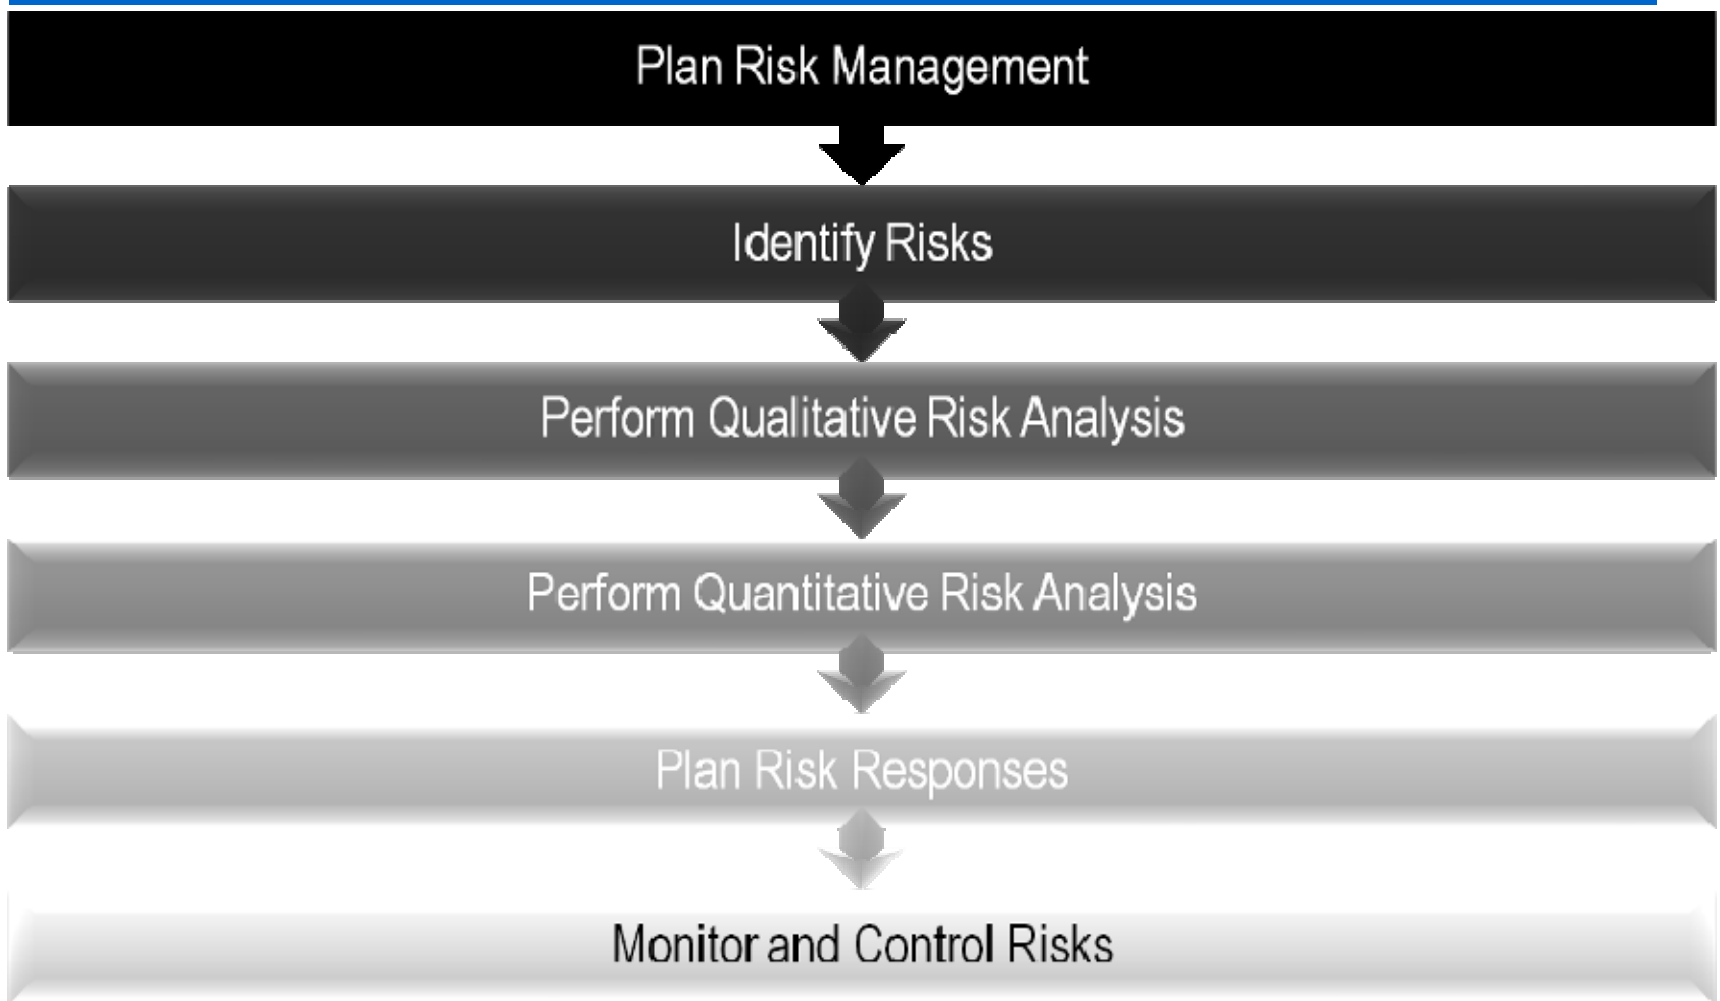 Plan Risk Management
Identify Risks
Perform Qualitative Risk Analysis
Perform Quantitative Risk Analysis
Plan Risk Responses
Monitor and Control Risks